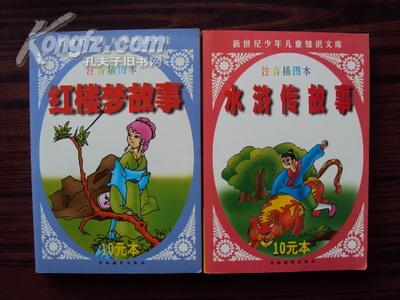 Kongfz.com
孔夫子旧书网
注音插图本
红楼梦故事
10元本
新世纪少年儿童知识文库
注音插图本
水浒传故事
10元本